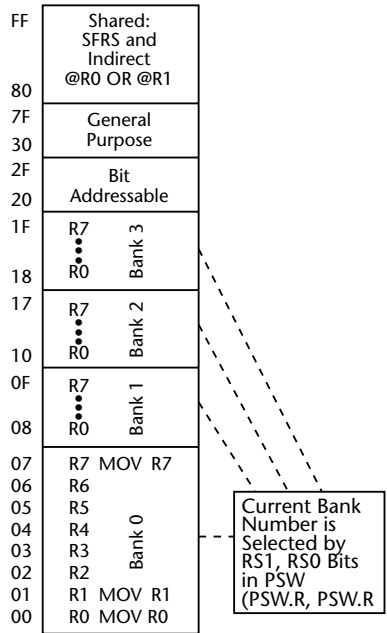 FF
Shared:
SFRS and
Indirect
@R0 OR @R1
80
7F
General
Purpose
30
2F
Bit
Addressable
20
1F
R7
Bank 3
R0
18
17
R7
Bank 2
R0
10
0F
R7
Bank 1
R0
08
07 R7 MOV R7
06 R6
05 R5
04 R4
03 R3
02 R2
01 R1 MOV R1
00 R0 MOV R0
Bank 0
Current Bank
Number is
Selected by
RS1, RS0 Bits
in PSW
(PSW.R, PSW.R